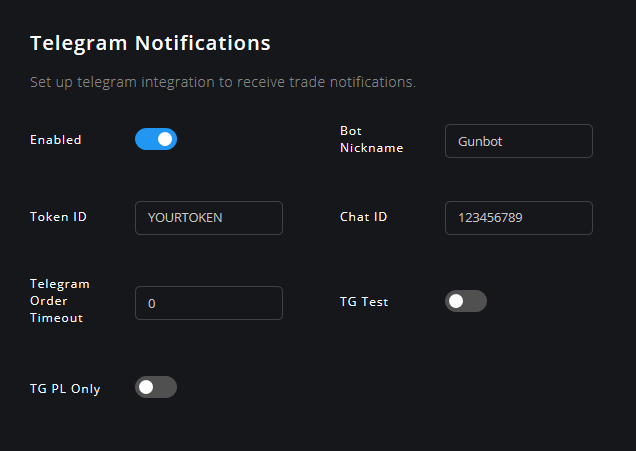 Telegram Notifications
Set up telegram integration to receive trade notifications.
Enabled
Bot
Nickname
Gunbot
Token ID
YOURTOKEN
Chat ID
123456789
Telegram
Order
Timeout
0
TG Test
TG PL Only